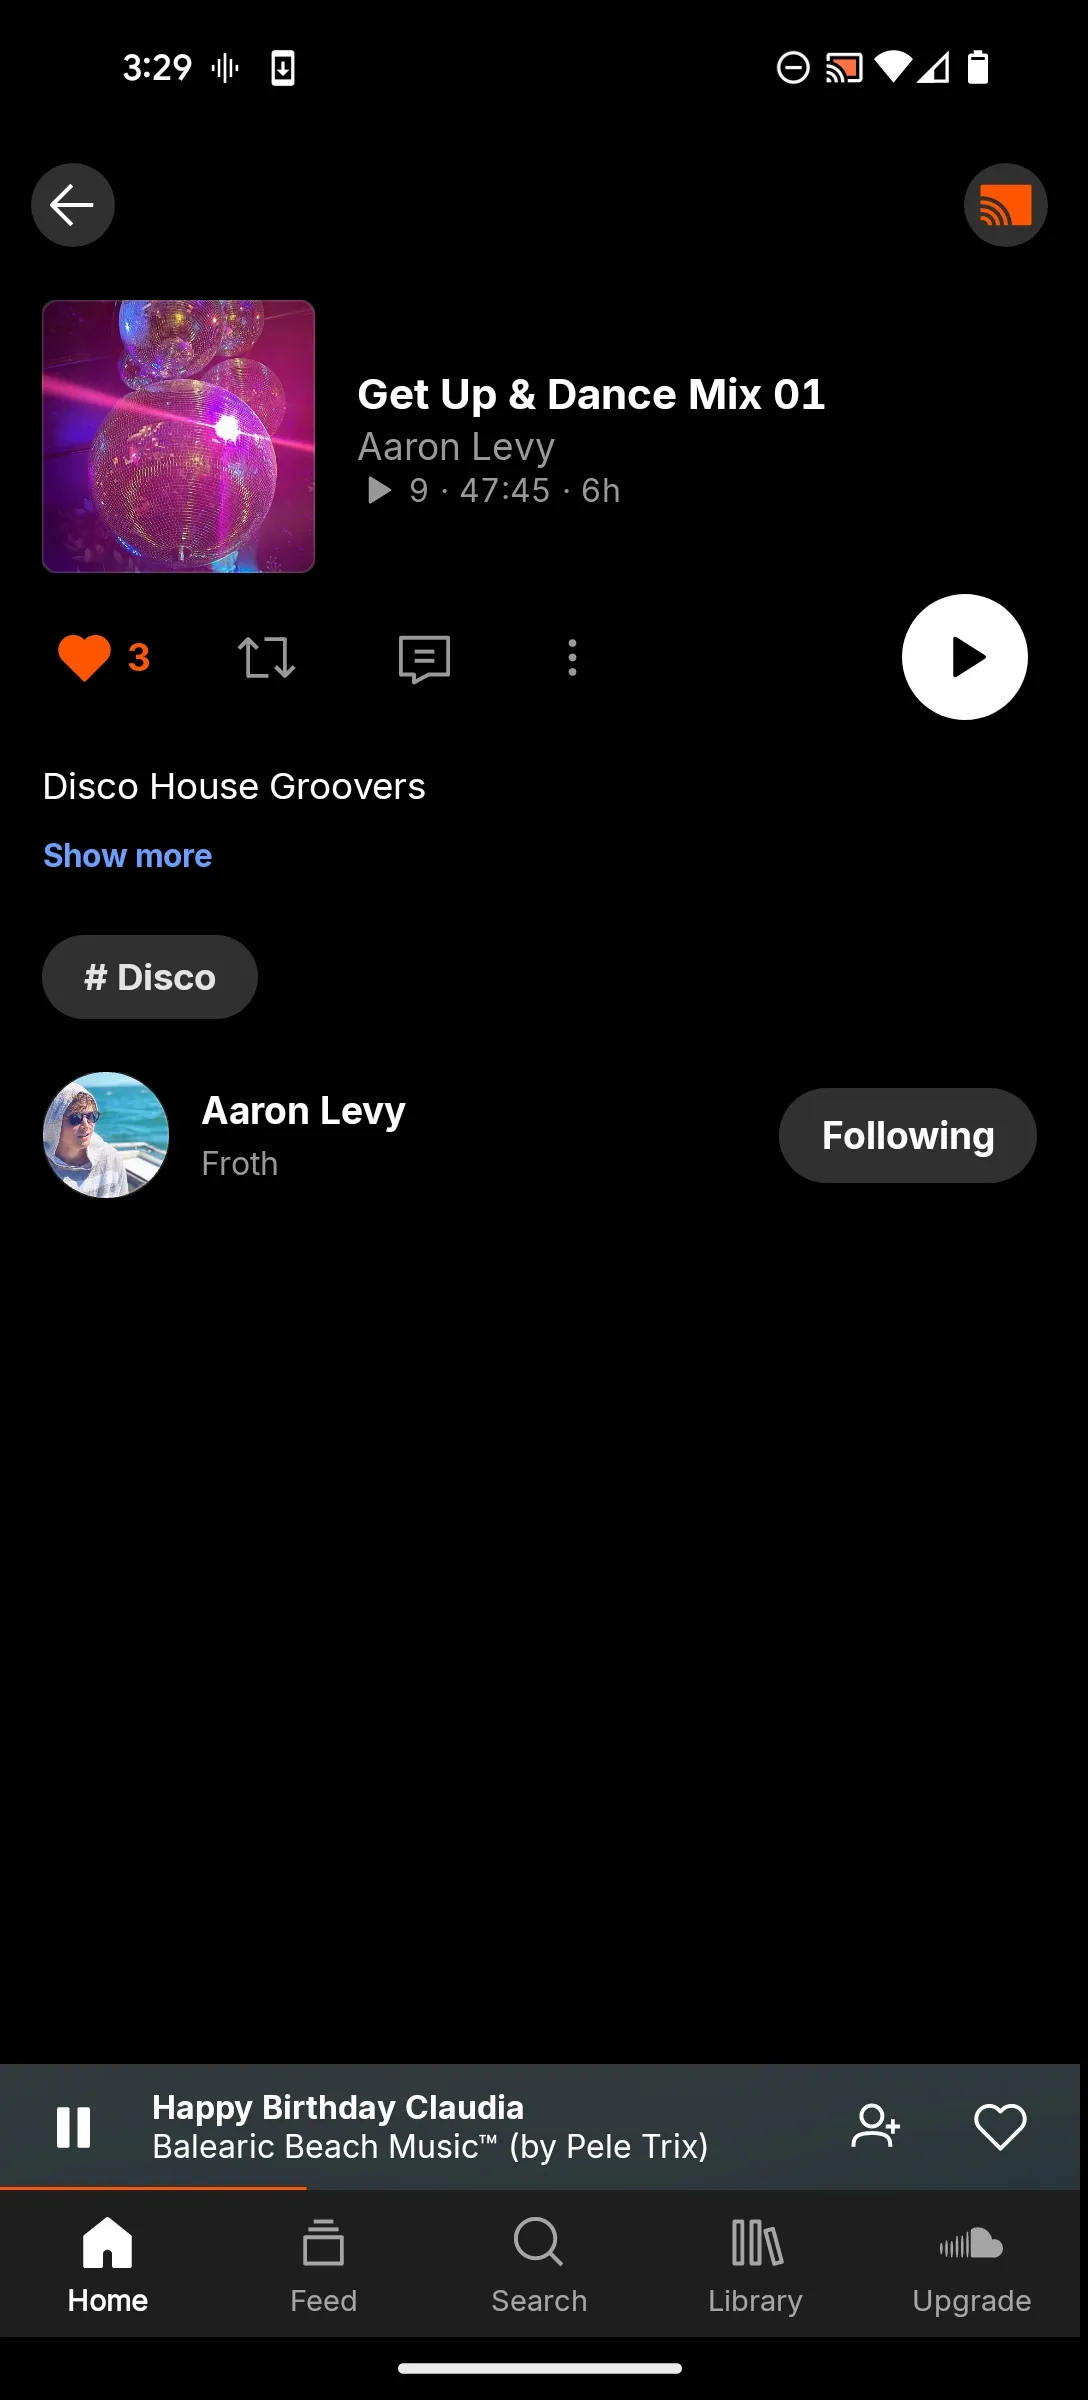 3:29
Get Up & Dance Mix 01
Aaron Levy
9 · 47:45 · 6h
3
Disco House Groovers
Show more
# Disco
Aaron Levy
Froth
Following
Happy Birthday Claudia
Balearic Beach Music™ (by Pele Trix)
Home
Feed
Search
Library
Upgrade